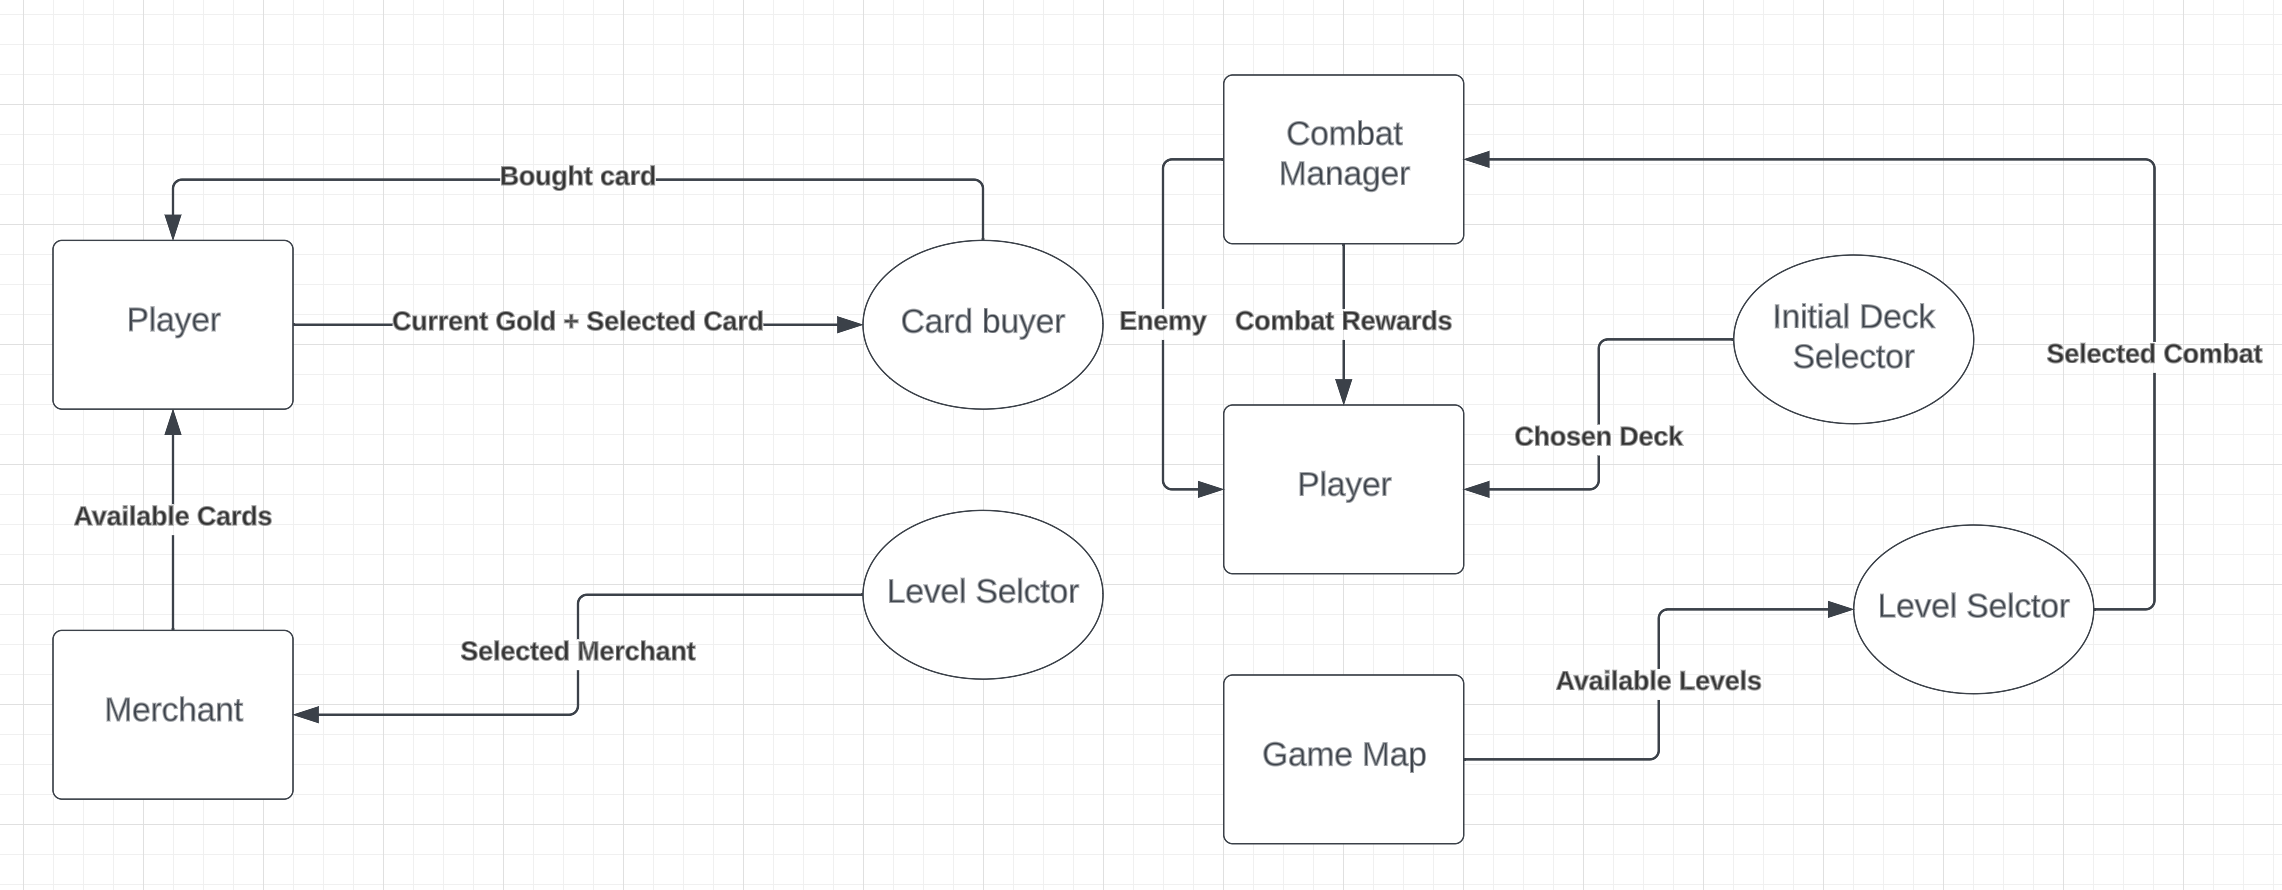 Bought card
Player
Current Gold + Selected Card
Card buyer
Available Cards
Level Selctor
Selected Merchant
Merchant
Combat
Manager
Enemy
Combat Rewards
Initial Deck
Selector
Selected Combat
Chosen Deck
Player
Level Selctor
Available Levels
Game Map